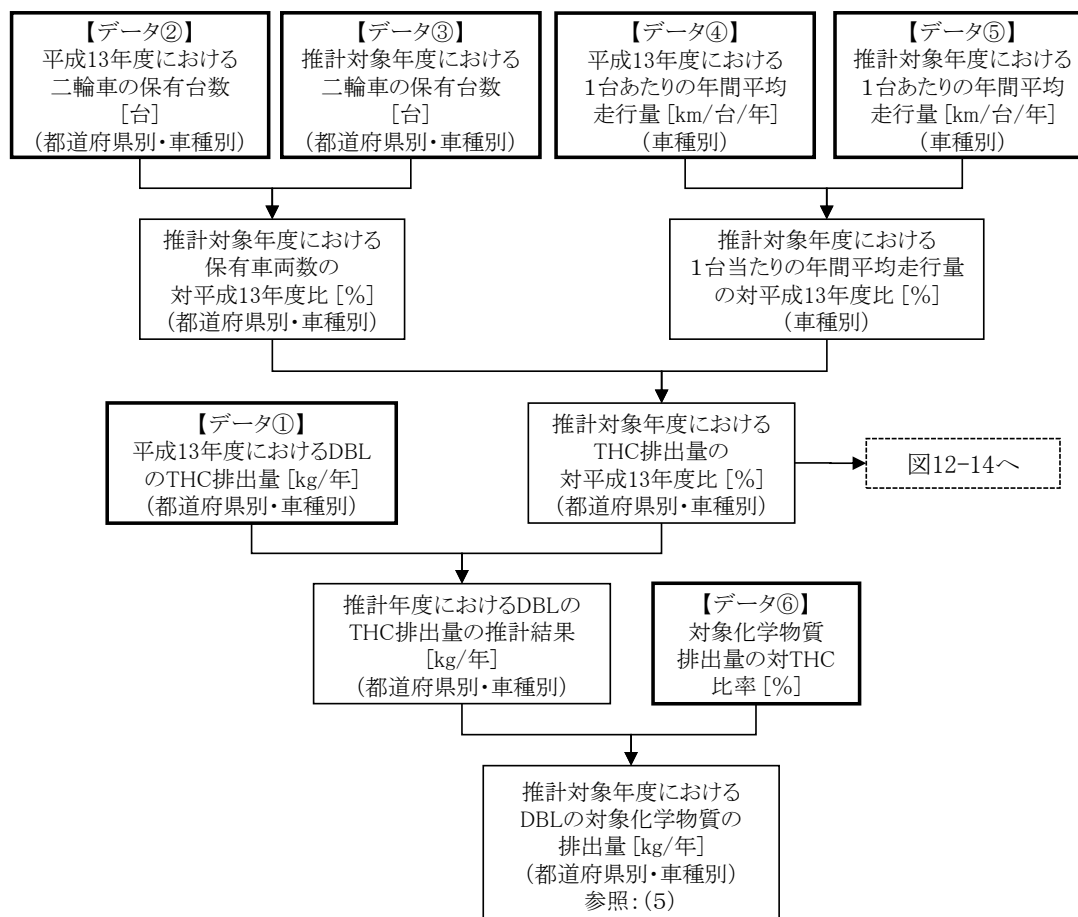 【データ②】
平成13年度における
二輪車の保有台数
[台]
(都道府県別・車種別)
【データ③】
推計対象年度における
二輪車の保有台数
[台]
(都道府県別・車種別)
【データ④】
平成13年度における
1台あたりの年間平均
走行量[km/台/年]
(車種別)
【データ⑤】
推計対象年度における
1台あたりの年間平均
走行量[km/台/年]
(車種別)
推計対象年度における
保有車両数の
対平成13年度比[%]
(都道府県別・車種別)
推計対象年度における
1台当たりの年間平均走行量
の対平成13年度比[%]
(車種別)
【データ①】
平成13年度におけるDBL
のTHC排出量[kg/年]
(都道府県別・車種別)
推計対象年度における
THC排出量の
対平成13年度比[%]
(都道府県別・車種別)
図12-14へ
推計年度におけるDBLの
THC排出量の推計結果
[kg/年]
(都道府県別・車種別)
【データ⑥】
対象化学物質
排出量の対THC
比率[%]
推計対象年度における
DBLの対象化学物質の
排出量[kg/年]
(都道府県別・車種別)
参照:(5)